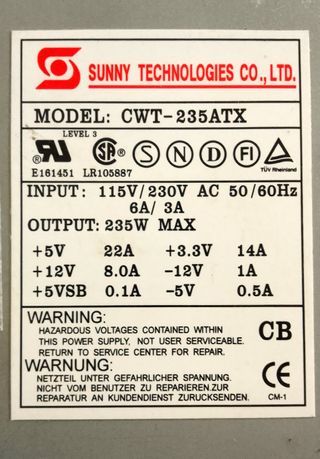 SUNNY TECHNOLOGIES CO.,LTD.
MODEL: CWT-235ATX
LEVEL 3
E161451 LR105887
S N D FI
TÜV Rheinland
INPUT: 115V/230V AC 50/60Hz
6A/ 3A
OUTPUT: 235W MAX
+5V 22A +3.3V 14A
+12V 8.0A -12V 1A
+5VSB 0.1A -5V 0.5A
WARNING:
HAZARDOUS VOLTAGES CONTAINED WITHIN
THIS POWER SUPPLY, NOT USER SERVICEABLE.
RETURN TO SERVICE CENTER FOR REPAIR.
CB
WARNUNG:
NETZTEIL UNTER GEFAHRLICHER SPANNUNG.
NICHT VOM BENUTZER ZU REPARIEREN.ZUR
REPARATUR AN KUNDENDIENST ZURUCKSENDEN.
CE
CM-1